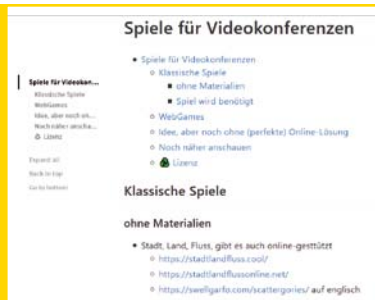 Spiele für Videokonferenzen
Spiele für Videokonferenzen
Klassische Spiele
ohne Materialien
Spiel wird benötigt
WebGames
Idee, aber noch ohne (perfekte) Online-Lösung
Noch näher anschauen
Lizenz
Spiele für Videokon...
Klassische Spiele
WebGames
Idee, aber noch oh...
Noch näher anscha...
Lizenz
Expand all
Back to top
Go to bottom
Klassische Spiele
ohne Materialien
Stadt, Land, Fluss, gibt es auch online-gesttützt
https://stadtlandfluss.cool/
https://stadtlandflussonline.net/
https://swellgarfo.com/scattergories/ auf englisch